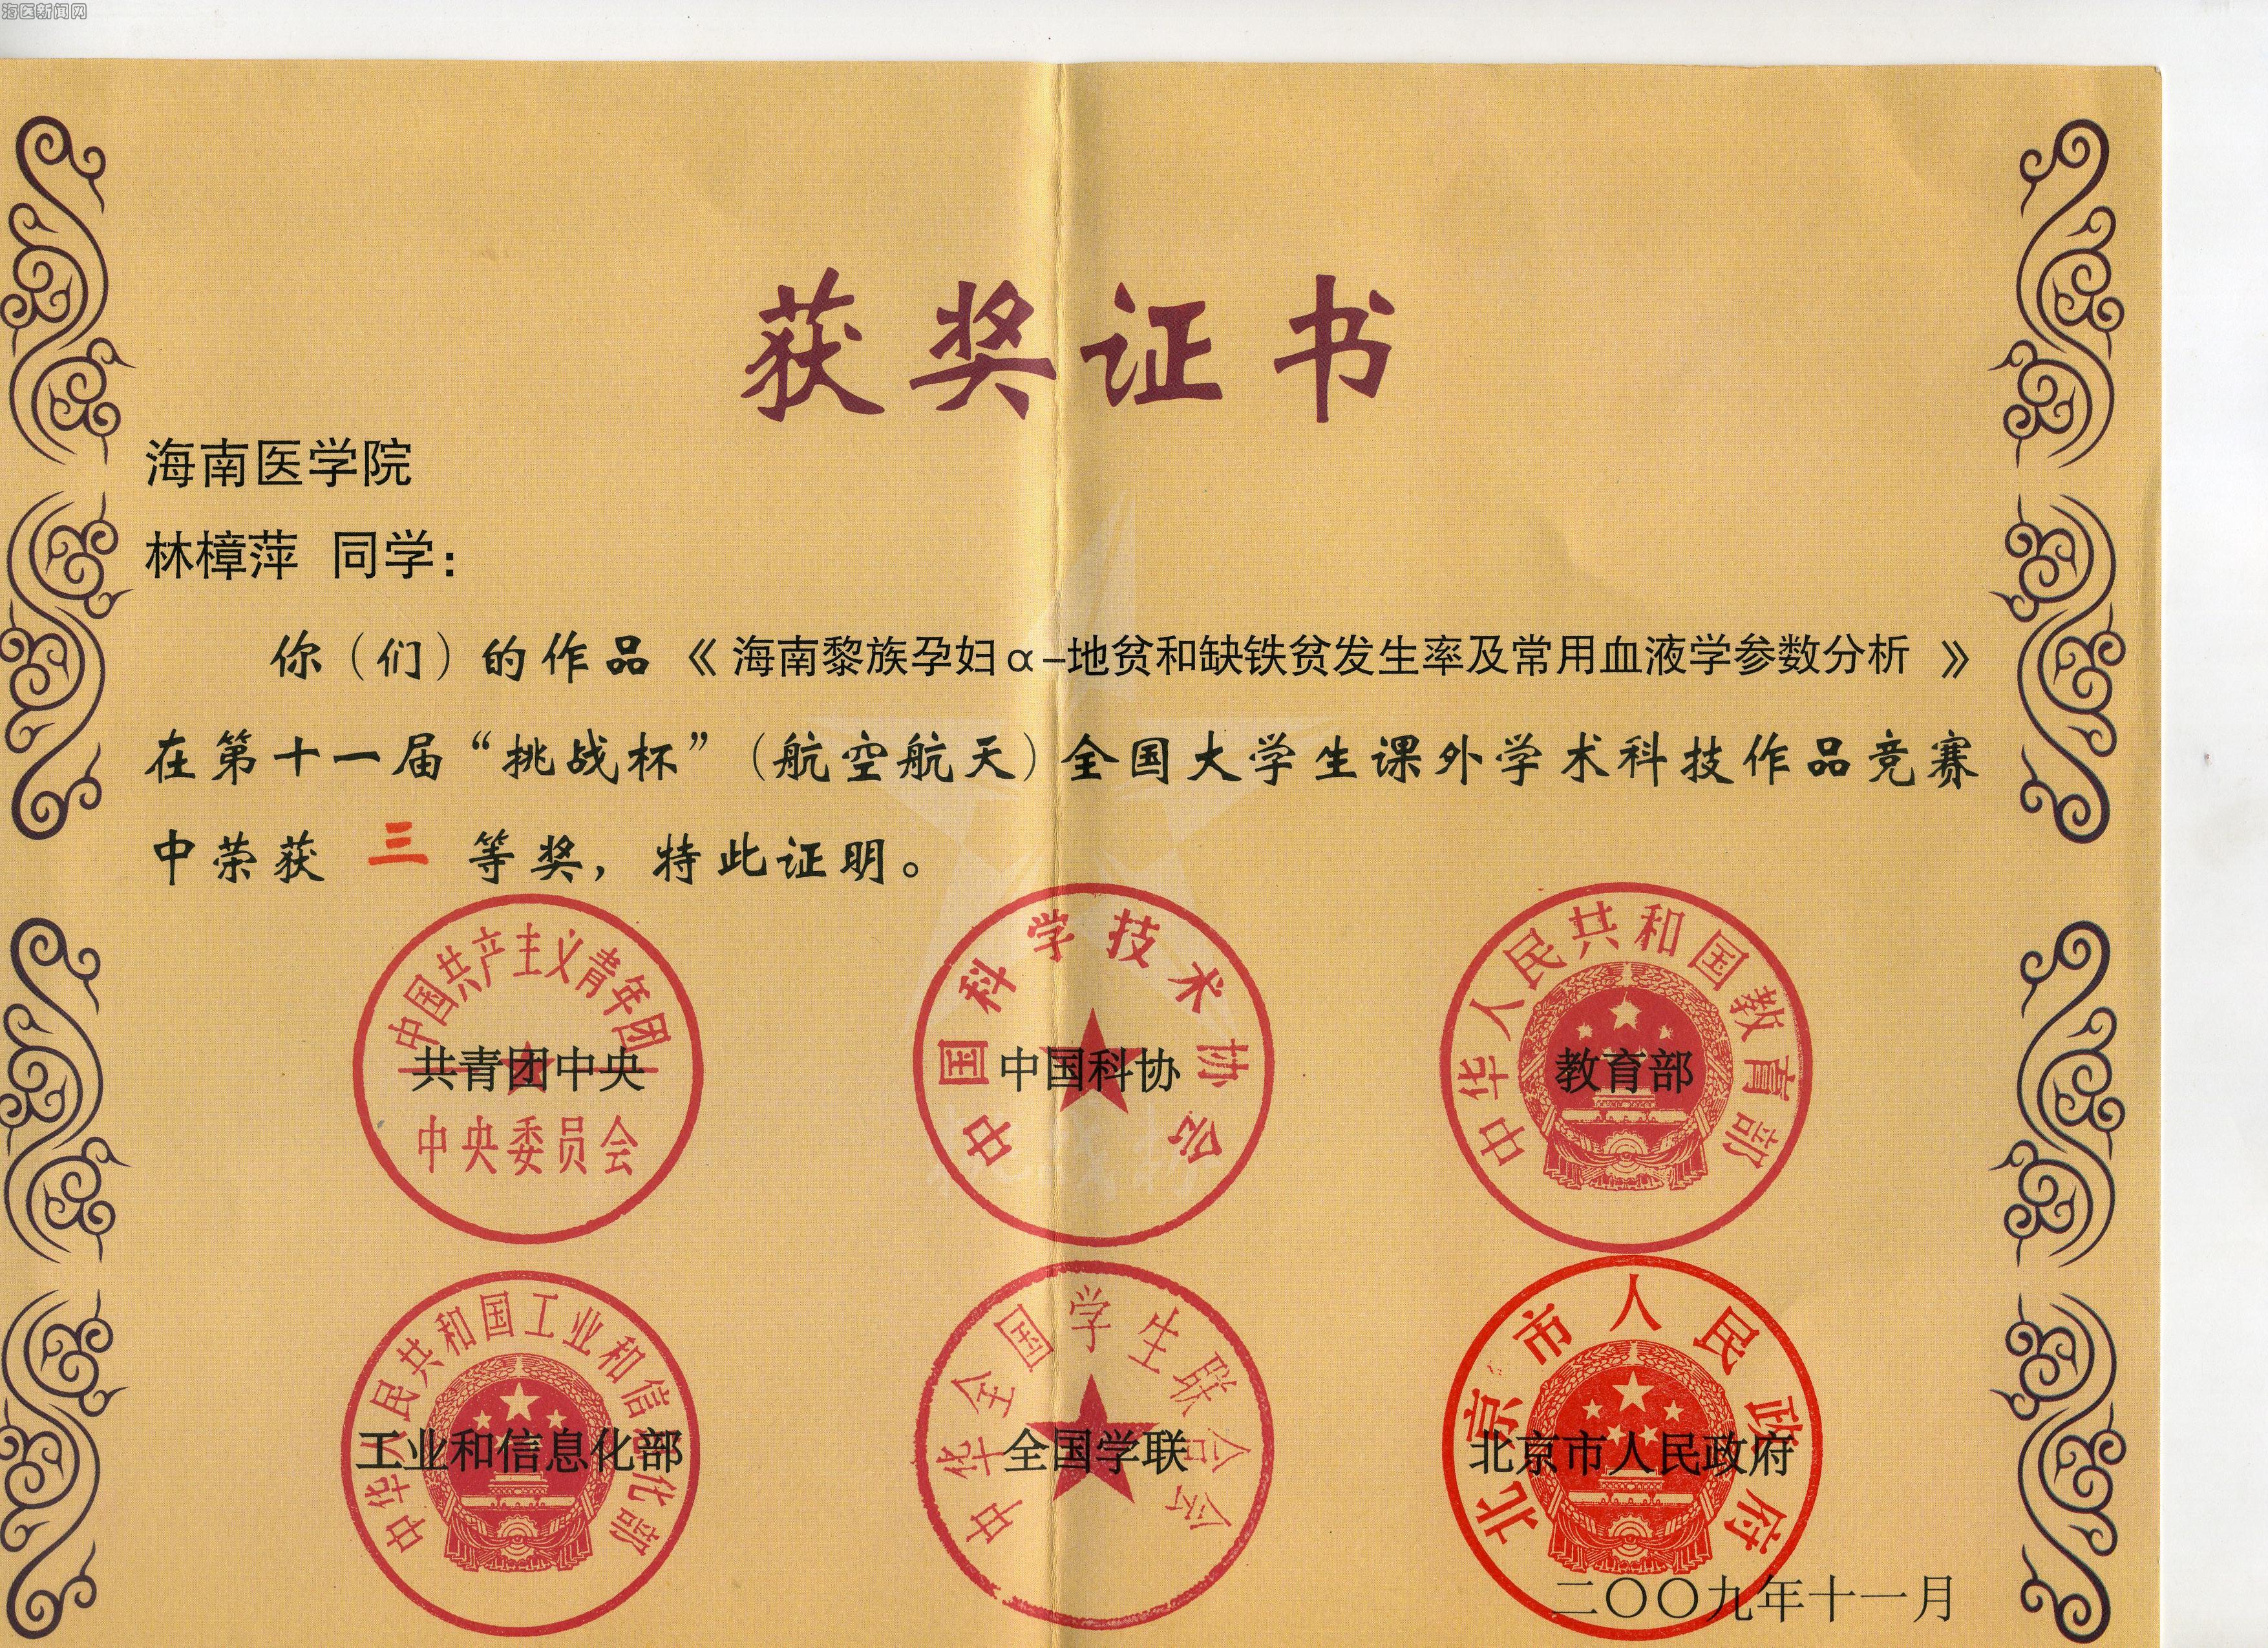 海医新闻网
获奖证书
海南医学院
林樟萍 同学：
你（们）的作品《海南黎族孕妇α-地贫和缺铁贫发生率及常用血液学参数分析》
在第十一届“挑战杯”（航空航天）全国大学生课外学术科技作品竞赛
中荣获 三 等奖，特此证明。
中国共产主义青年团
共青团中央
中央委员会
中国科学技术协会
中国科协
中华人民共和国教育部
教育部
挑战杯
中华人民共和国工业和信息化部
工业和信息化部
中华全国学生联合会
全国学联
北京市人民政府
北京市人民政府
二〇〇九年十一月